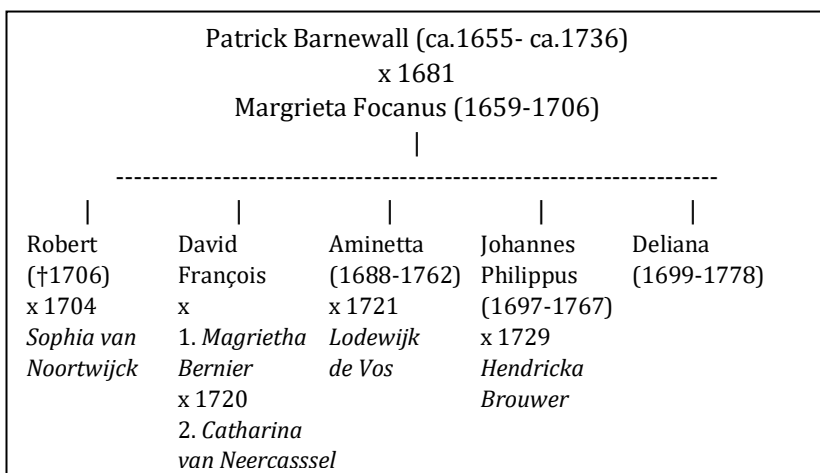 Patrick Barnewall (ca.1655- ca.1736)
x 1681
Margrieta Focanus (1659-1706)
|
-------------------------------------------------------------------
| | | | |
Robert David Aminetta Johannes Deliana
(†1706) François (1688-1762) Philippus (1699-1778)
x 1704 x x 1721 (1697-1767)
Sophia van 1. Magrietha Lodewijk x 1729
Noortwijck Bernier de Vos Hendricka
x 1720 Brouwer
2. Catharina
van Neercasssel